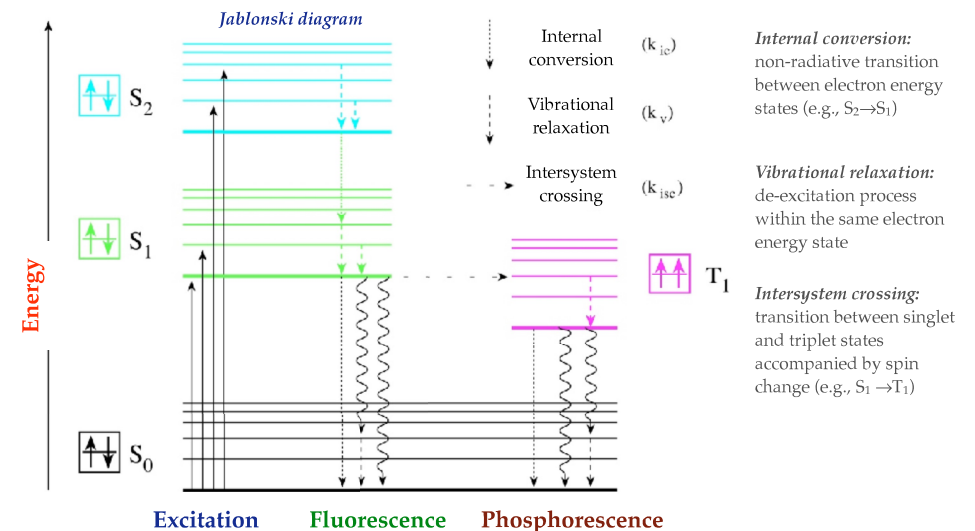 Jablonski diagram
Energy
S2
S1
S0
T1
Internal
conversion
(k ic)
Vibrational
relaxation
(k v)
Intersystem
crossing
(k isc)
Internal conversion:
non-radiative transition
between electron energy
states (e.g., S2→S1)
Vibrational relaxation:
de-excitation process
within the same electron
energy state
Intersystem crossing:
transition between singlet
and triplet states
accompanied by spin
change (e.g., S1 →T1)
Excitation
Fluorescence
Phosphorescence